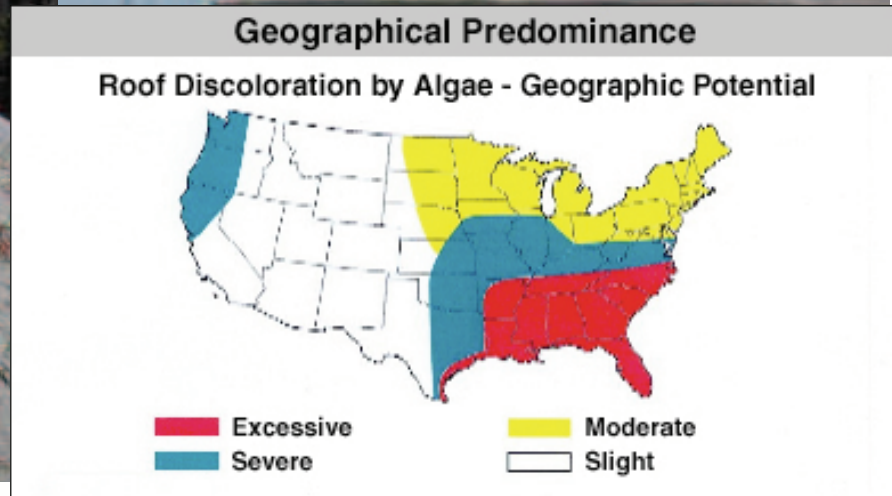 Geographical Predominance
Roof Discoloration by Algae - Geographic Potential
Excessive
Moderate
Severe
Slight